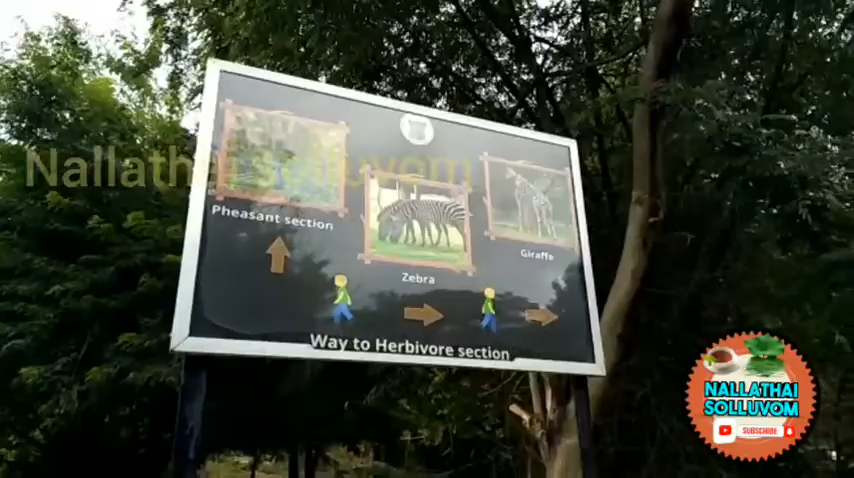 Nallathai Solluvom
Pheasant section
Zebra
Giraffe
Way to Herbivore section
NALLATHAI
SOLLUVOM
SUBSCRIBE